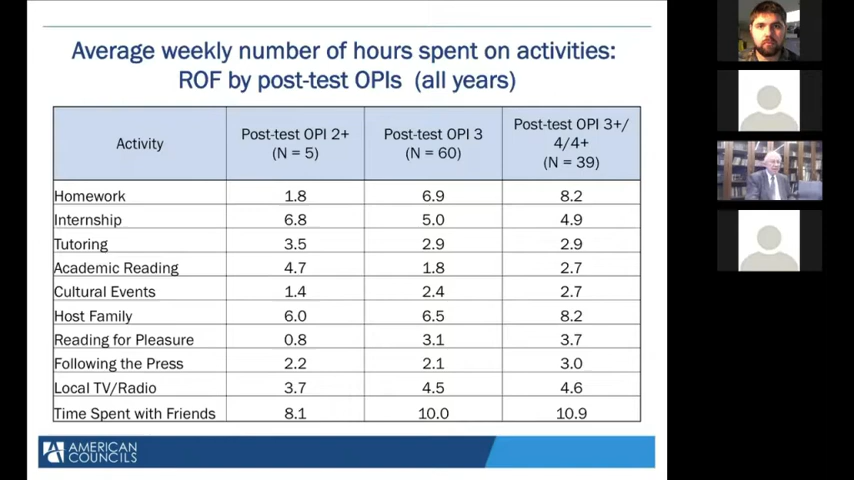 Average weekly number of hours spent on activities:
ROF by post-test OPIs (all years)
Activity
Post-test OPI 2+
(N = 5)
Post-test OPI 3
(N = 60)
Post-test OPI 3+/
4/4+
(N = 39)
Homework 1.8 6.9 8.2
Internship 6.8 5.0 4.9
Tutoring 3.5 2.9 2.9
Academic Reading 4.7 1.8 2.7
Cultural Events 1.4 2.4 2.7
Host Family 6.0 6.5 8.2
Reading for Pleasure 0.8 3.1 3.7
Following the Press 2.2 2.1 3.0
Local TV/Radio 3.7 4.5 4.6
Time Spent with Friends 8.1 10.0 10.9
AMERICAN
COUNCILS